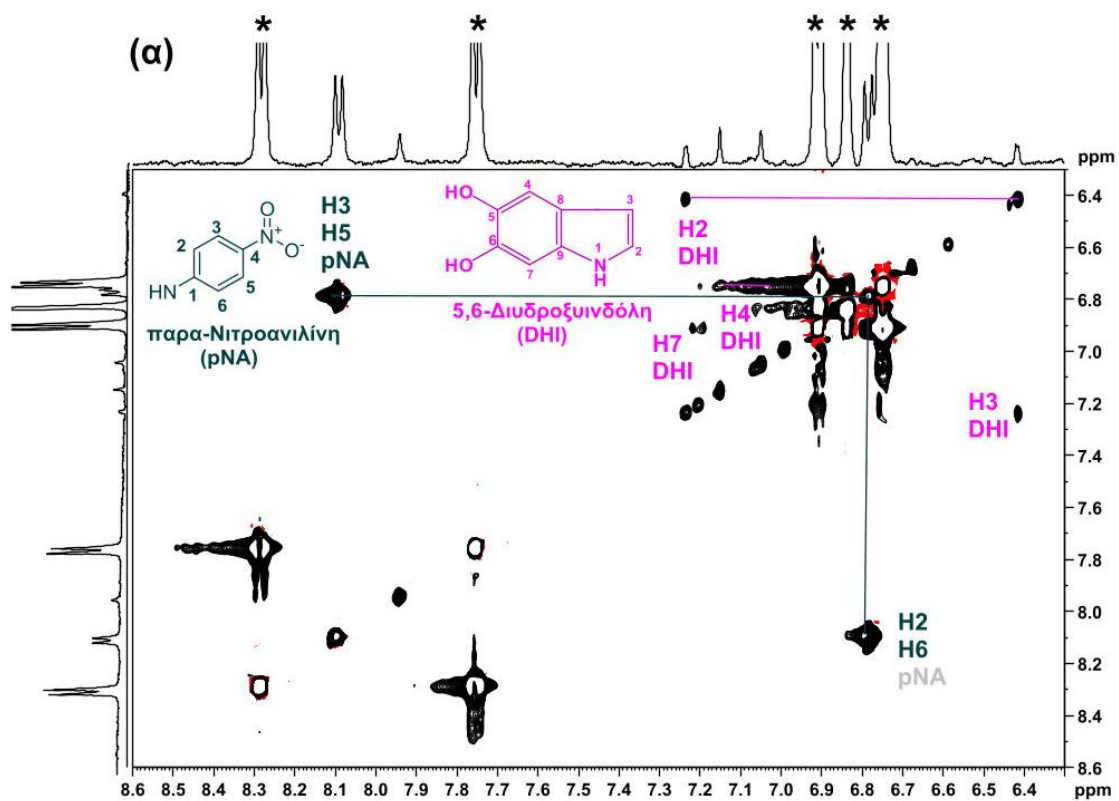 (α)
* * * * *
ppm
H3
H5
pNA
3
2
4
1
5
6
O
N+
O-
HN
παρα-Νιτροανιλίνη
(pNA)
HO
HO
4
3
5
8
6
1
2
9
N
H
7
5,6-Διυδροξυινδόλη
(DHI)
H2
DHI
H4
DHI
H7
DHI
H3
DHI
H2
H6
pNA
6.4
6.6
6.8
7.0
7.2
7.4
7.6
7.8
8.0
8.2
8.4
8.6
8.6 8.5 8.4 8.3 8.2 8.1 8.0 7.9 7.8 7.7 7.6 7.5 7.4 7.3 7.2 7.1 7.0 6.9 6.8 6.7 6.6 6.5 6.4 ppm